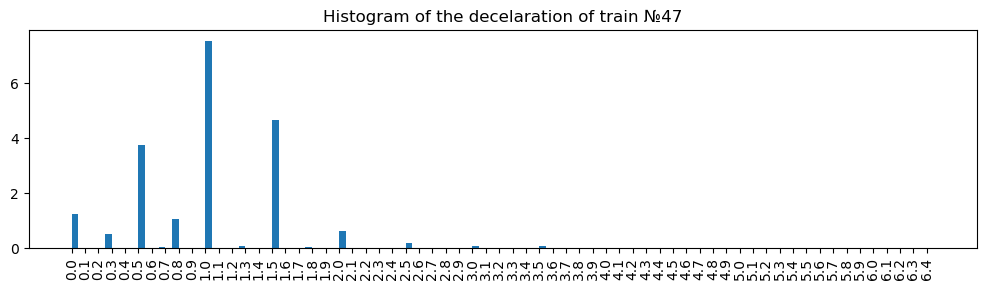 Histogram of the decelaration of train №47
6
4
2
0
0.0 0.1 0.2 0.3 0.4 0.5 0.6 0.7 0.8 0.9 1.0 1.1 1.2 1.3 1.4 1.5 1.6 1.7 1.8 1.9 2.0 2.1 2.2 2.3 2.4 2.5 2.6 2.7 2.8 2.9 3.0 3.1 3.2 3.3 3.4 3.5 3.6 3.7 3.8 3.9 4.0 4.1 4.2 4.3 4.4 4.5 4.6 4.7 4.8 4.9 5.0 5.1 5.2 5.3 5.4 5.5 5.6 5.7 5.8 5.9 6.0 6.1 6.2 6.3 6.4